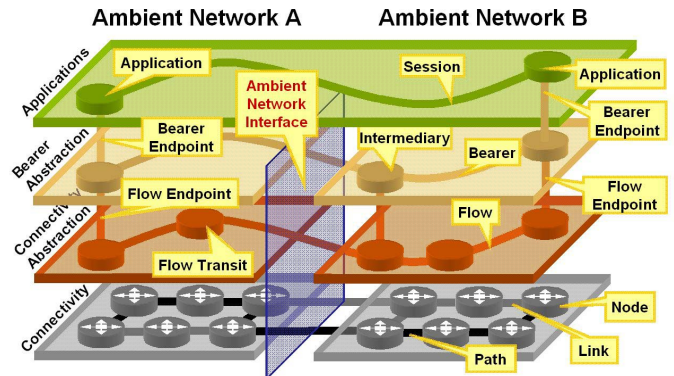 Ambient Network A
Ambient Network B
Applications
Application
Session
Application
Ambient
Network
Interface
Bearer
Abstraction
Bearer
Endpoint
Intermediary
Bearer
Bearer
Endpoint
Connectivity
Abstraction
Flow Endpoint
Flow Transit
Flow
Flow
Endpoint
Connectivity
Node
Link
Path